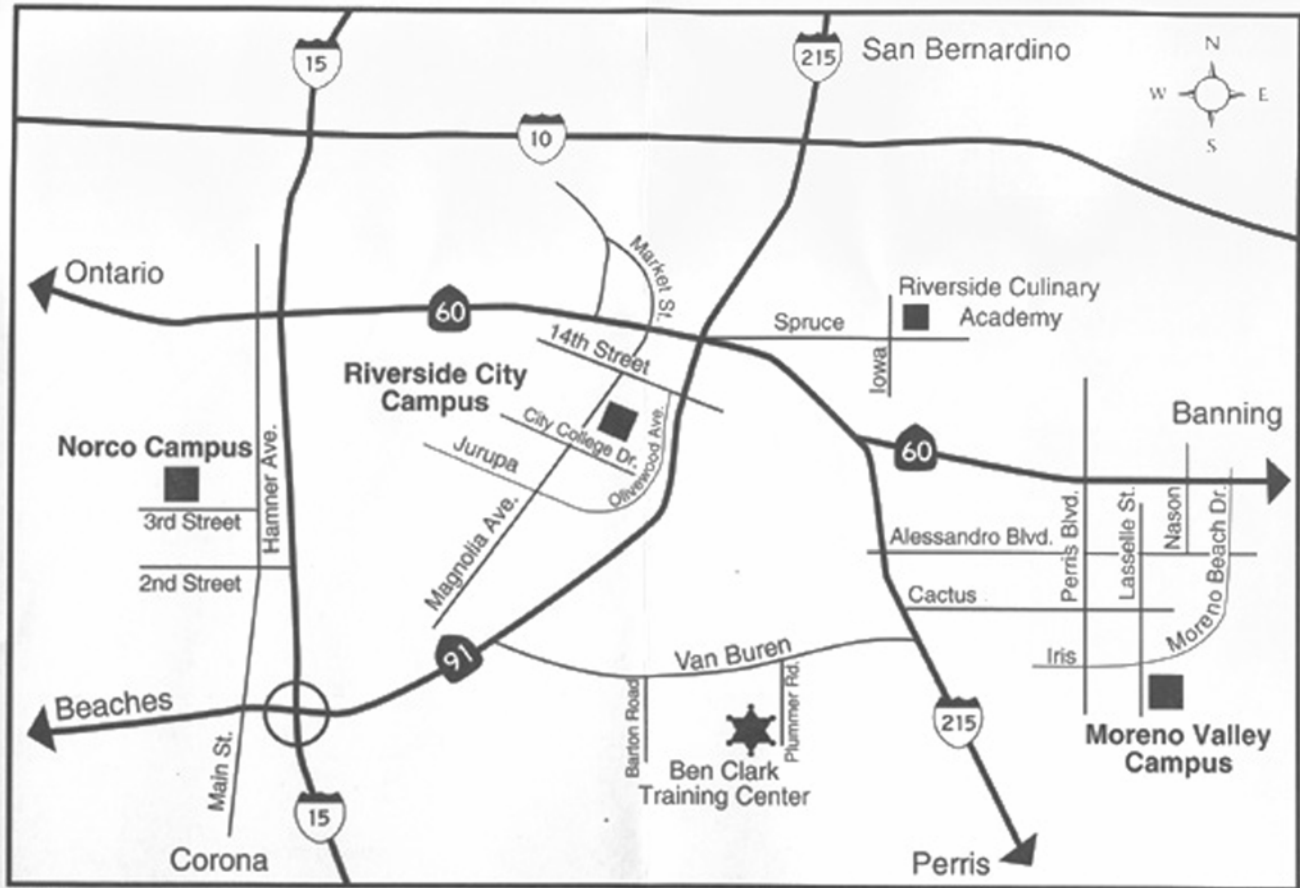 15
215
San Bernardino
N
W
E
S
10
Ontario
Market St.
60
Riverside Culinary
Academy
Spruce
Iowa
14th Street
Riverside City
Campus
City College Dr.
Olivewood Ave.
Jurupa
Magnolia Ave.
Norco Campus
Hamner Ave.
3rd Street
2nd Street
Banning
60
Perris Blvd.
Lasselle St.
Nason
Moreno Beach Dr.
Alessandro Blvd.
Cactus
Iris
91
Van Buren
Barton Road
Plummer Rd.
Ben Clark
Training Center
215
Moreno Valley
Campus
Beaches
Main St.
15
Corona
Perris